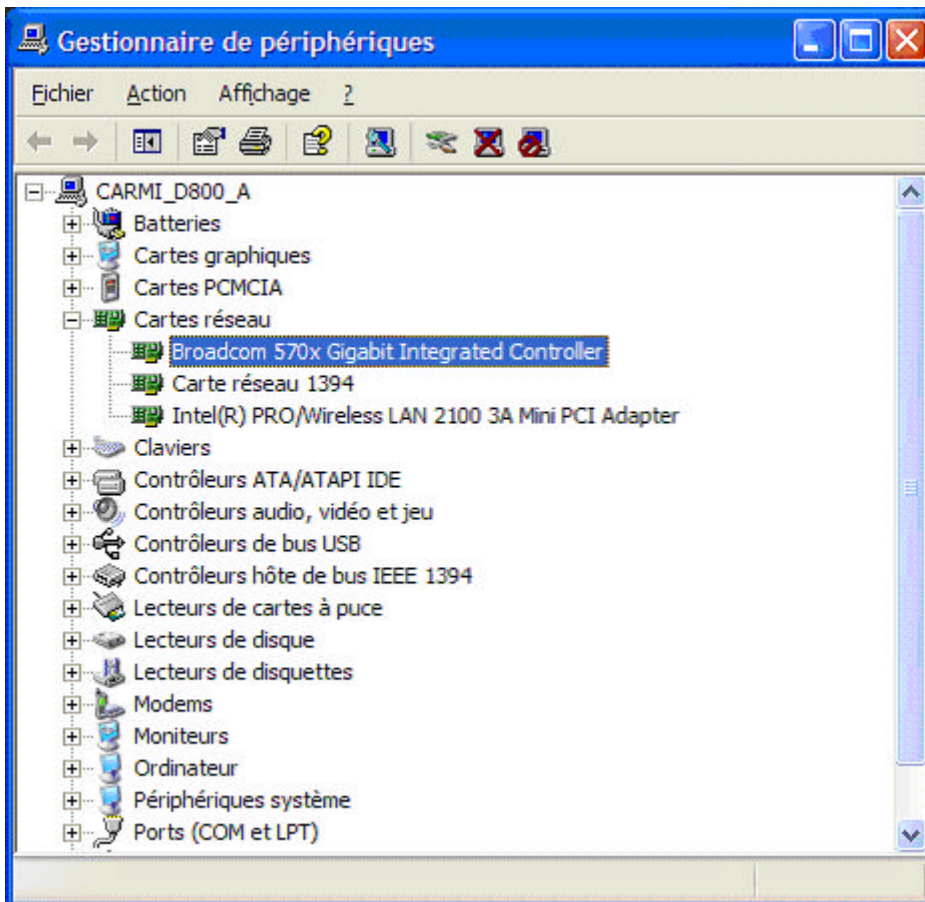 Gestionnaire de périphériques
Fichier Action Affichage ?
CARMI_D800_A
Batteries
Cartes graphiques
Cartes PCMCIA
Cartes réseau
Broadcom 570x Gigabit Integrated Controller
Carte réseau 1394
Intel(R) PRO/Wireless LAN 2100 3A Mini PCI Adapter
Claviers
Contrôleurs ATA/ATAPI IDE
Contrôleurs audio, vidéo et jeu
Contrôleurs de bus USB
Contrôleurs hôte de bus IEEE 1394
Lecteurs de cartes à puce
Lecteurs de disque
Lecteurs de disquettes
Modems
Moniteurs
Ordinateur
Périphériques système
Ports (COM et LPT)